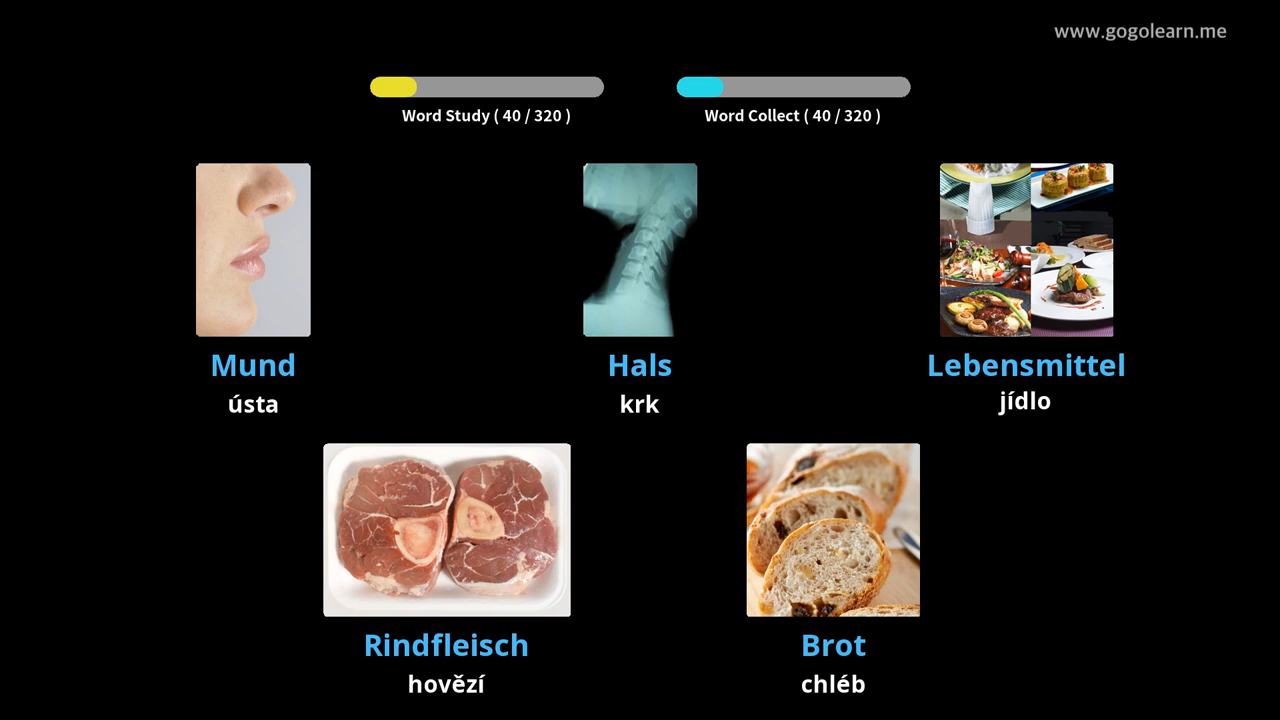 www.gogolearn.me
Word Study ( 40 / 320 )
Word Collect ( 40 / 320 )
Mund
ústa
Hals
krk
Lebensmittel
jídlo
Rindfleisch
hovězí
Brot
chléb